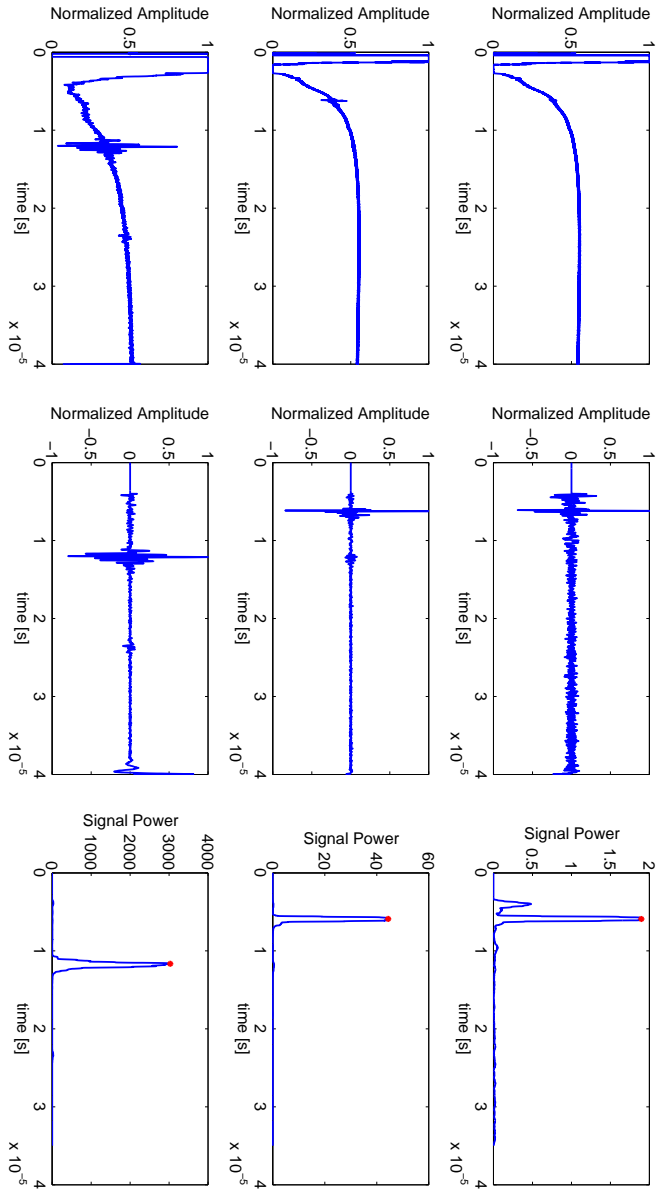 Normalized Amplitude
0 0.5 1
0 1 2 3 4
time [s]
x 10⁻⁵
Normalized Amplitude
0 0.5 1
0 1 2 3 4
time [s]
x 10⁻⁵
Normalized Amplitude
0 0.5 1
0 1 2 3 4
time [s]
x 10⁻⁵
Normalized Amplitude
−1 −0.5 0 0.5 1
0 1 2 3 4
time [s]
x 10⁻⁵
Normalized Amplitude
−1 −0.5 0 0.5 1
0 1 2 3 4
time [s]
x 10⁻⁵
Normalized Amplitude
−1 −0.5 0 0.5 1
0 1 2 3 4
time [s]
x 10⁻⁵
Signal Power
0 10000 20000 30000 40000
0 1 2 3 4
time [s]
x 10⁻⁵
Signal Power
0 20 40 60
0 1 2 3 4
time [s]
x 10⁻⁵
Signal Power
0 0.5 1 1.5 2
0 1 2 3 4
time [s]
x 10⁻⁵